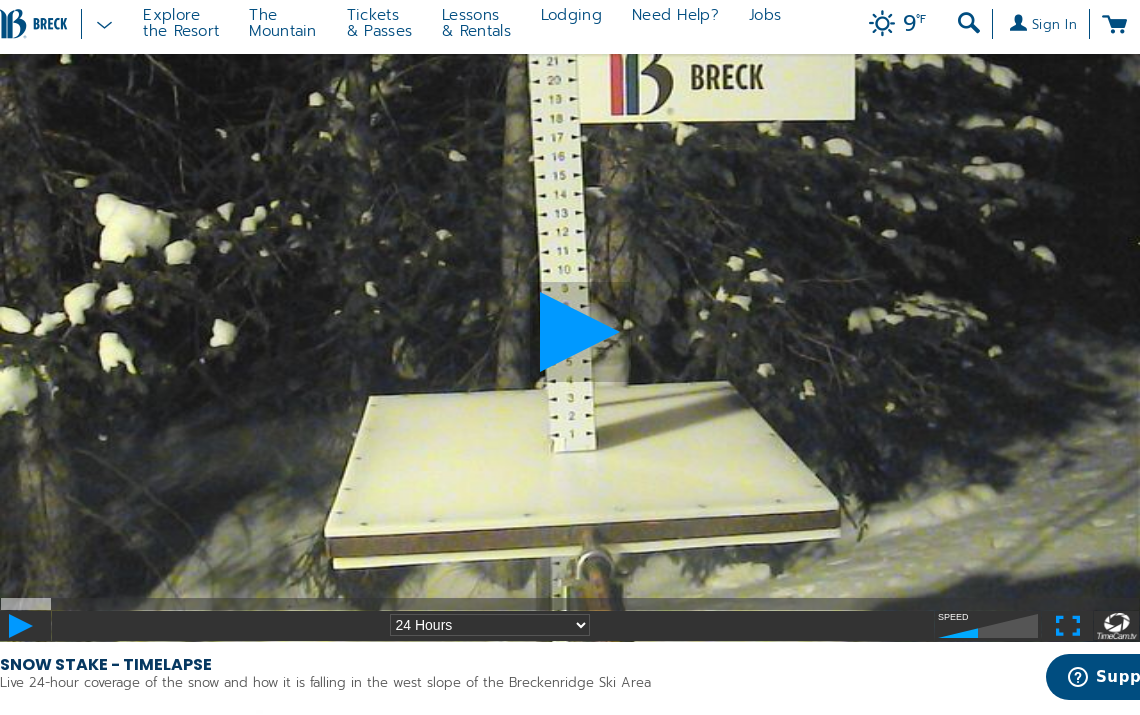 BRECK
Explore
the Resort
The
Mountain
Tickets
& Passes
Lessons
& Rentals
Lodging
Need Help?
Jobs
9°F
Sign In
BRECK
21
20
19
18
17
16
15
14
13
12
11
10
9
5
4
3
2
1
24 Hours
SPEED
TimeCam.tv
SNOW STAKE - TIMELAPSE
Live 24-hour coverage of the snow and how it is falling in the west slope of the Breckenridge Ski Area
Supp